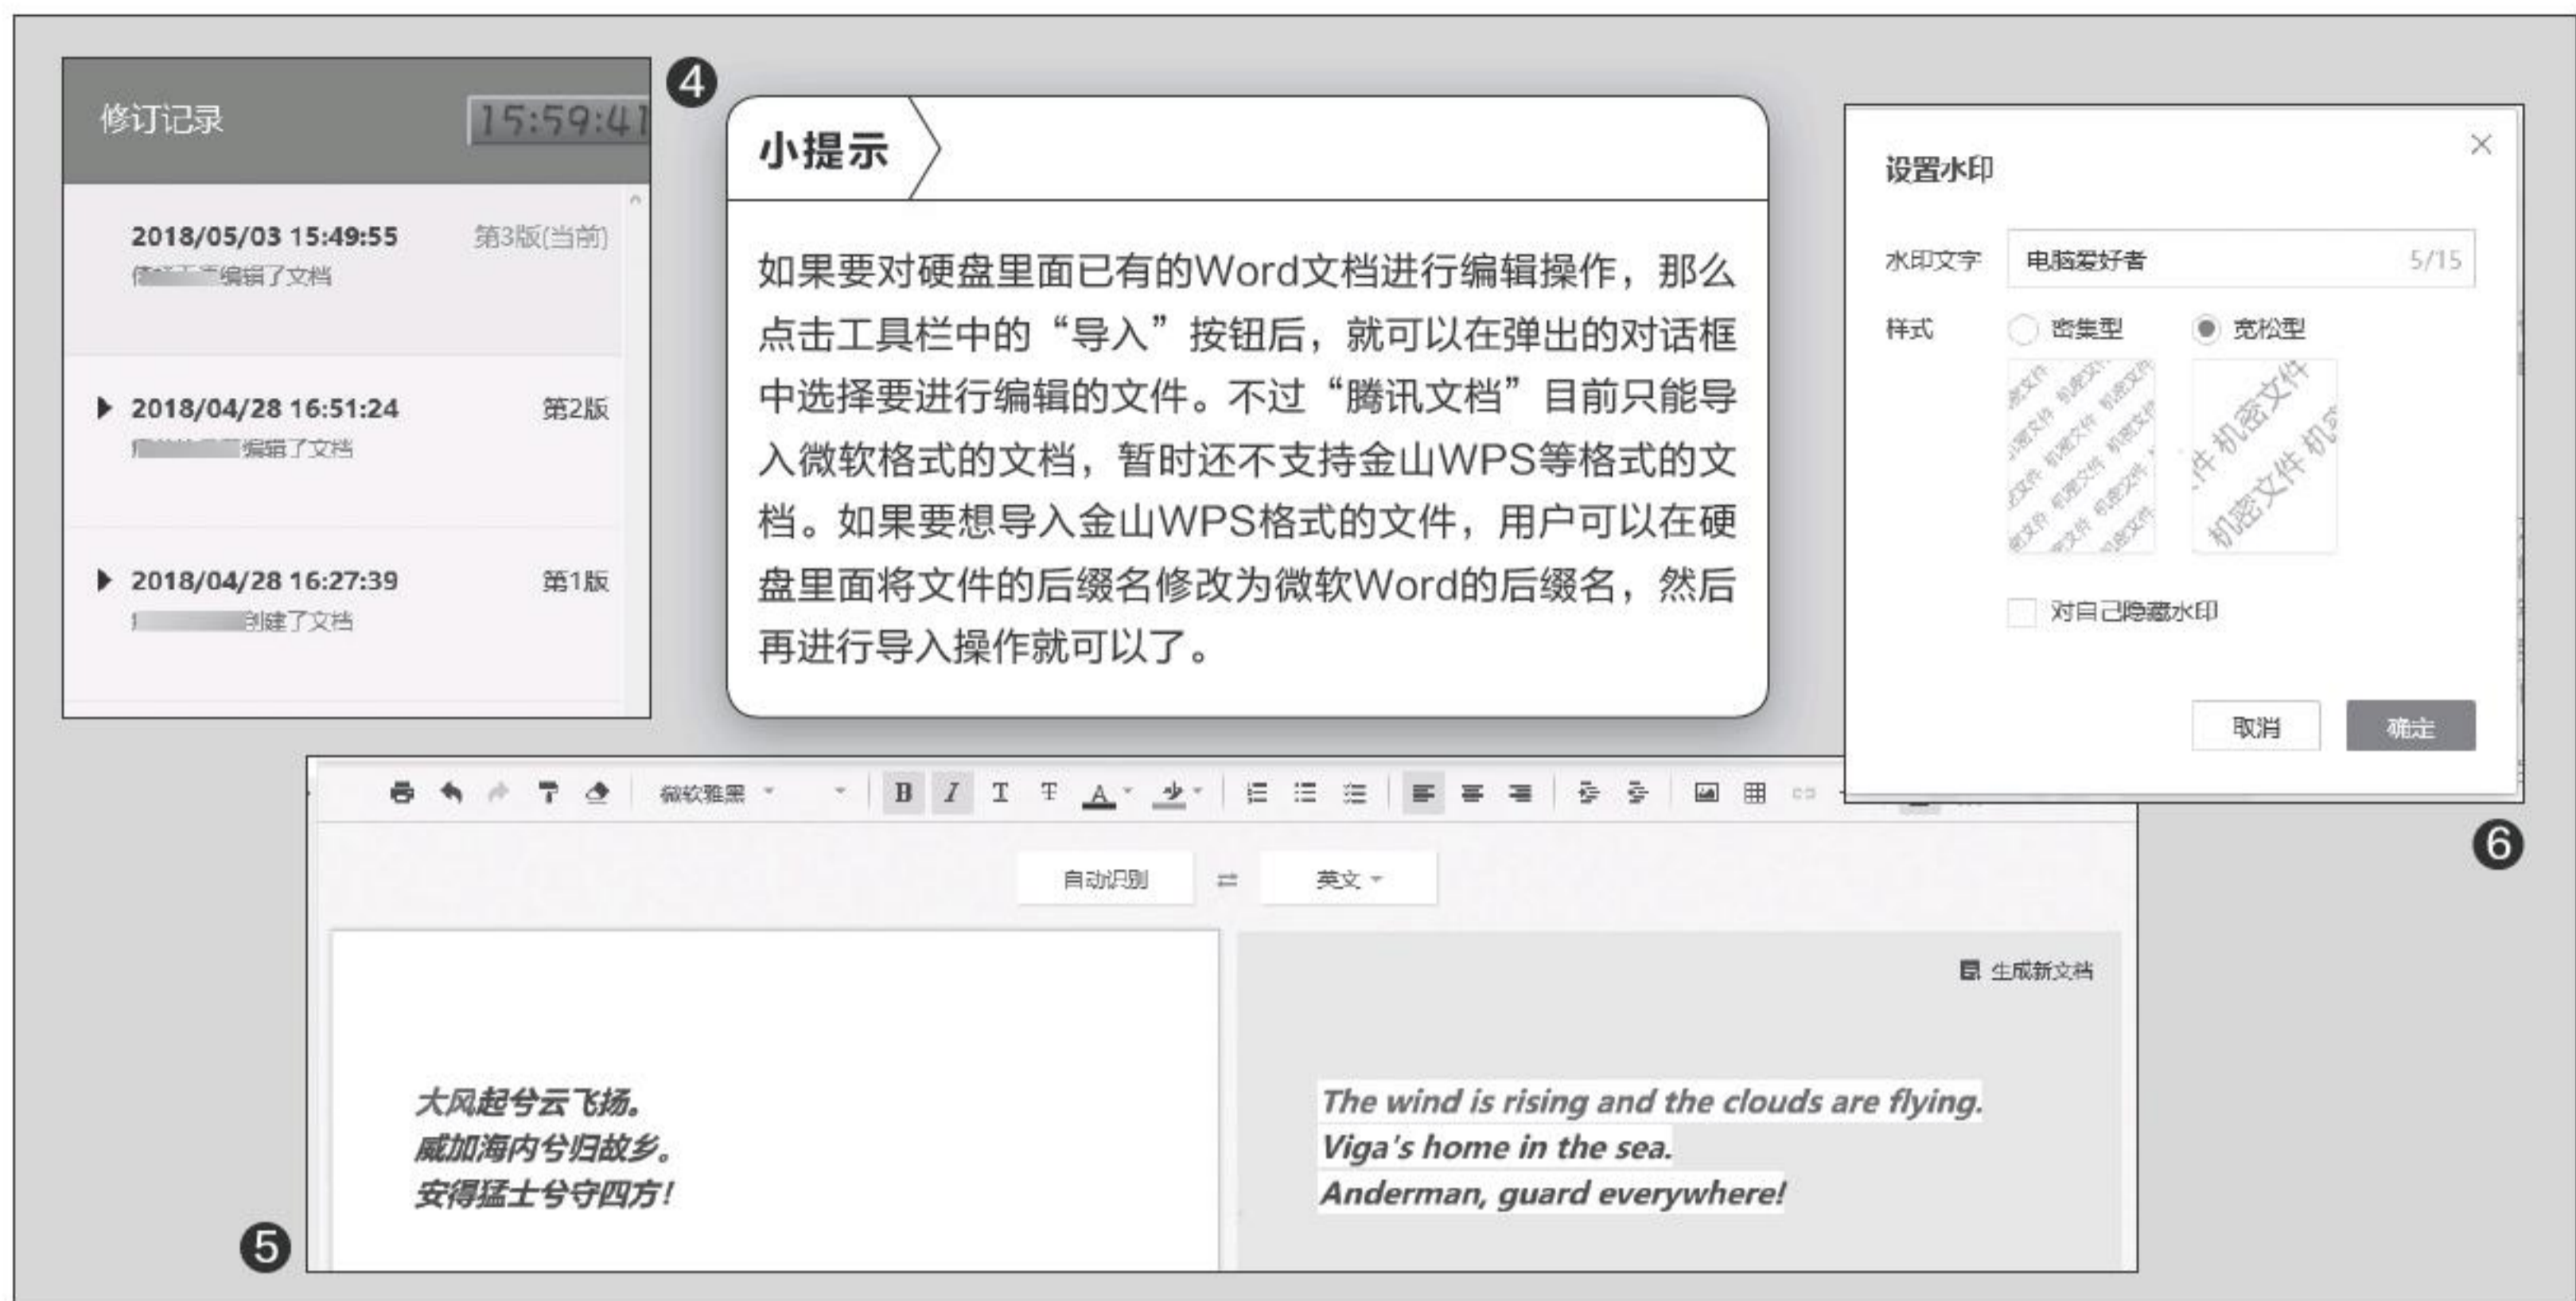 修订记录
15:59:41
2018/05/03 15:49:55 第3版(当前)
编辑了文档
2018/04/28 16:51:24 第2版
编辑了文档
2018/04/28 16:27:39 第1版
创建了文档
4
小提示
如果要对硬盘里面已有的Word文档进行编辑操作，那么
点击工具栏中的“导入”按钮后，就可以在弹出的对话框
中选择要进行编辑的文件。不过“腾讯文档”目前只能导
入微软格式的文档，暂时还不支持金山WPS等格式的文
档。如果要想导入金山WPS格式的文件，用户可以在硬
盘里面将文件的后缀名修改为微软Word的后缀名，然后
再进行导入操作就可以了。
设置水印
水印文字 电脑爱好者 5/15
样式 密集型 宽松型
机密文件 机密文件
机密文件
对自己隐藏水印
取消 确定
6
微软雅黑 B I T T A
自动识别 英文
生成新文档
大风起兮云飞扬。
威加海内兮归故乡。
安得猛士兮守四方！
The wind is rising and the clouds are flying.
Viga's home in the sea.
Anderman, guard everywhere!
5